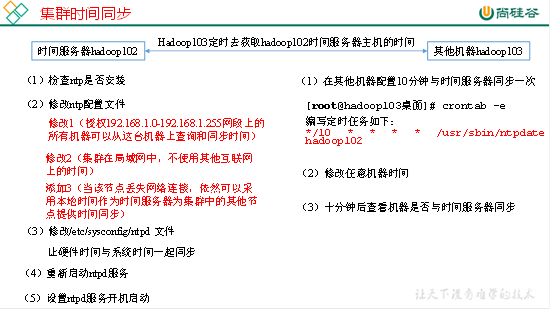 集群时间同步
尚硅谷
时间服务器hadoop102
Hadoop103定时去获取hadoop102时间服务器主机的时间
其他机器hadoop103
（1）检查ntp是否安装
（2）修改ntp配置文件
修改1（授权192.168.1.0-192.168.1.255网段上的
所有机器可以从这台机器上查询和同步时间）
修改2（集群在局域网中，不使用其他互联网
上的时间）
添加3（当该节点丢失网络连接，依然可以采
用本地时间作为时间服务器为集群中的其他节
点提供时间同步）
（3）修改/etc/sysconfig/ntpd 文件
让硬件时间与系统时间一起同步
（4）重新启动ntpd服务
（5）设置ntpd服务开机启动
（1）在其他机器配置10分钟与时间服务器同步一次
[root@hadoop103桌面]# crontab -e
编写定时任务如下：
*/10 * * * * /usr/sbin/ntpdate
hadoop102
（2）修改任意机器时间
（3）十分钟后查看机器是否与时间服务器同步
让天下没有难学的技术